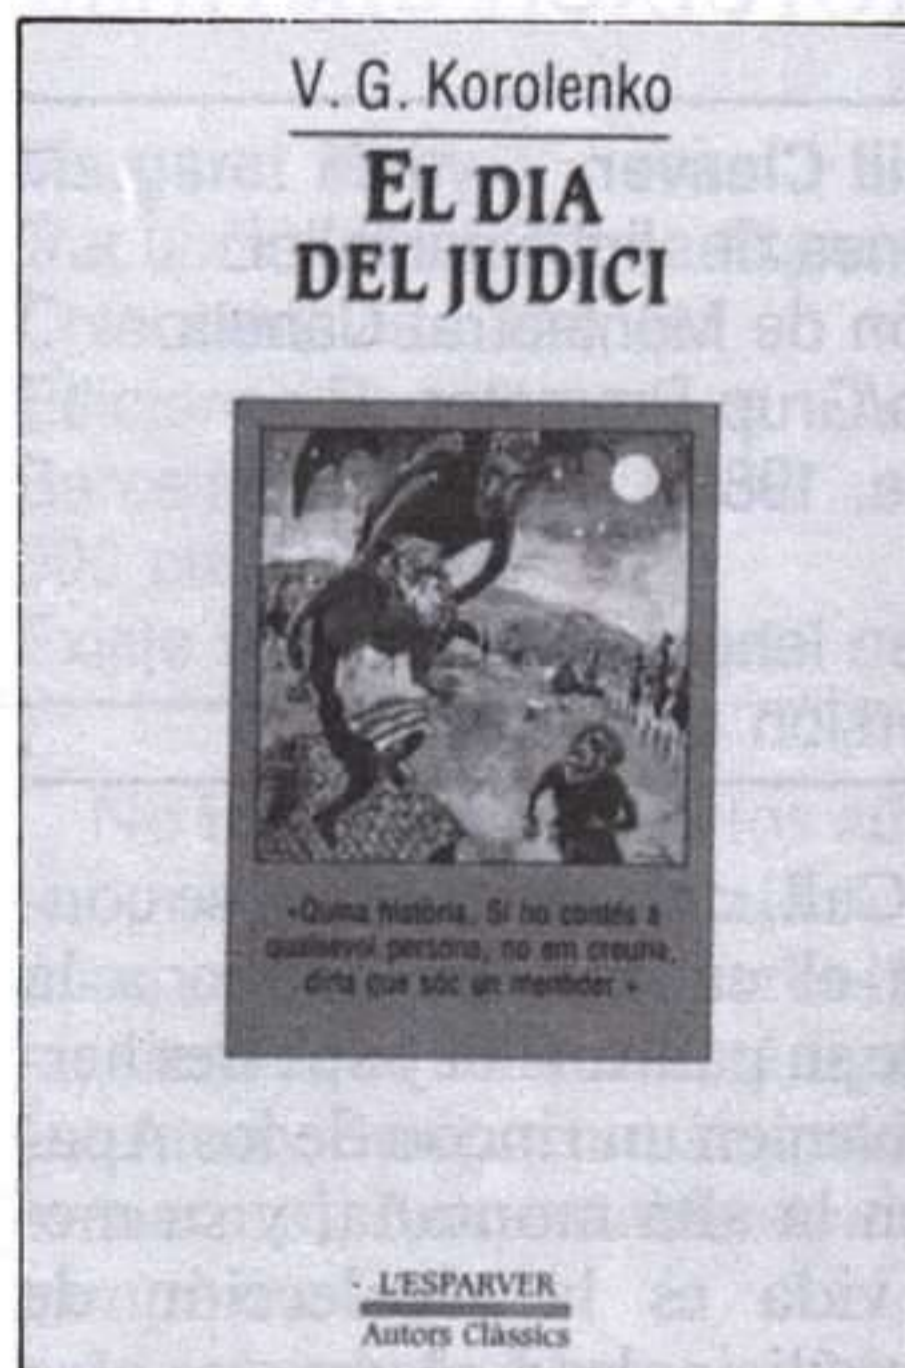 V. G. Korolenko
EL DIA
DEL JUDICI
«Quina història. Si ho contés a
qualsevol persona, no em creuria,
diria que sóc un mentider.»
L'ESPARVER
Autors Clàssics